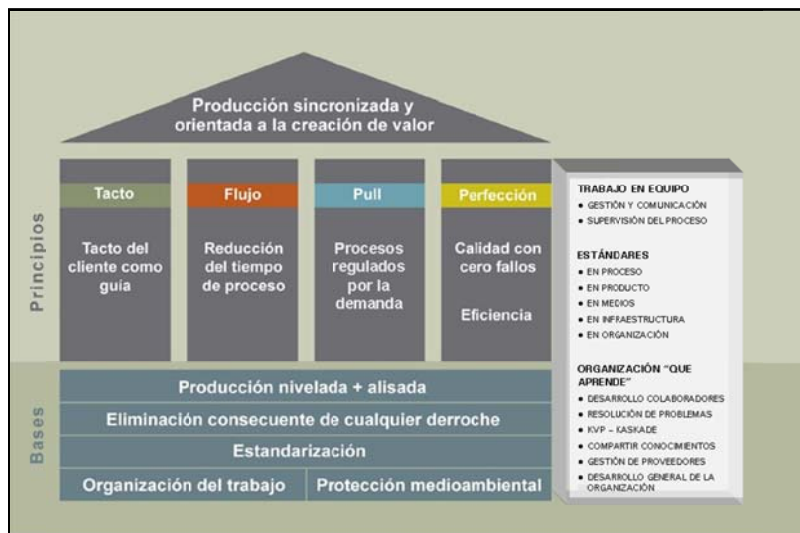 Producción sincronizada y
orientada a la creación de valor
Principios
Tacto
Tacto del
cliente como
guía
Flujo
Reducción
del tiempo
de proceso
Pull
Procesos
regulados
por la
demanda
Perfección
Calidad con
cero fallos
Eficiencia
Bases
Producción nivelada + alisada
Eliminación consecuente de cualquier derroche
Estandarización
Organización del trabajo
Protección medioambiental
TRABAJO EN EQUIPO
• GESTIÓN Y COMUNICACIÓN
• SUPERVISIÓN DEL PROCESO
ESTÁNDARES
• EN PROCESO
• EN PRODUCTO
• EN MEDIOS
• EN INFRAESTRUCTURA
• EN ORGANIZACIÓN
ORGANIZACIÓN "QUE
APRENDE"
• DESARROLLO COLABORADORES
• RESOLUCIÓN DE PROBLEMAS
• KVP – KASKADE
• COMPARTIR CONOCIMIENTOS
• GESTIÓN DE PROVEEDORES
• DESARROLLO GENERAL DE LA
ORGANIZACIÓN